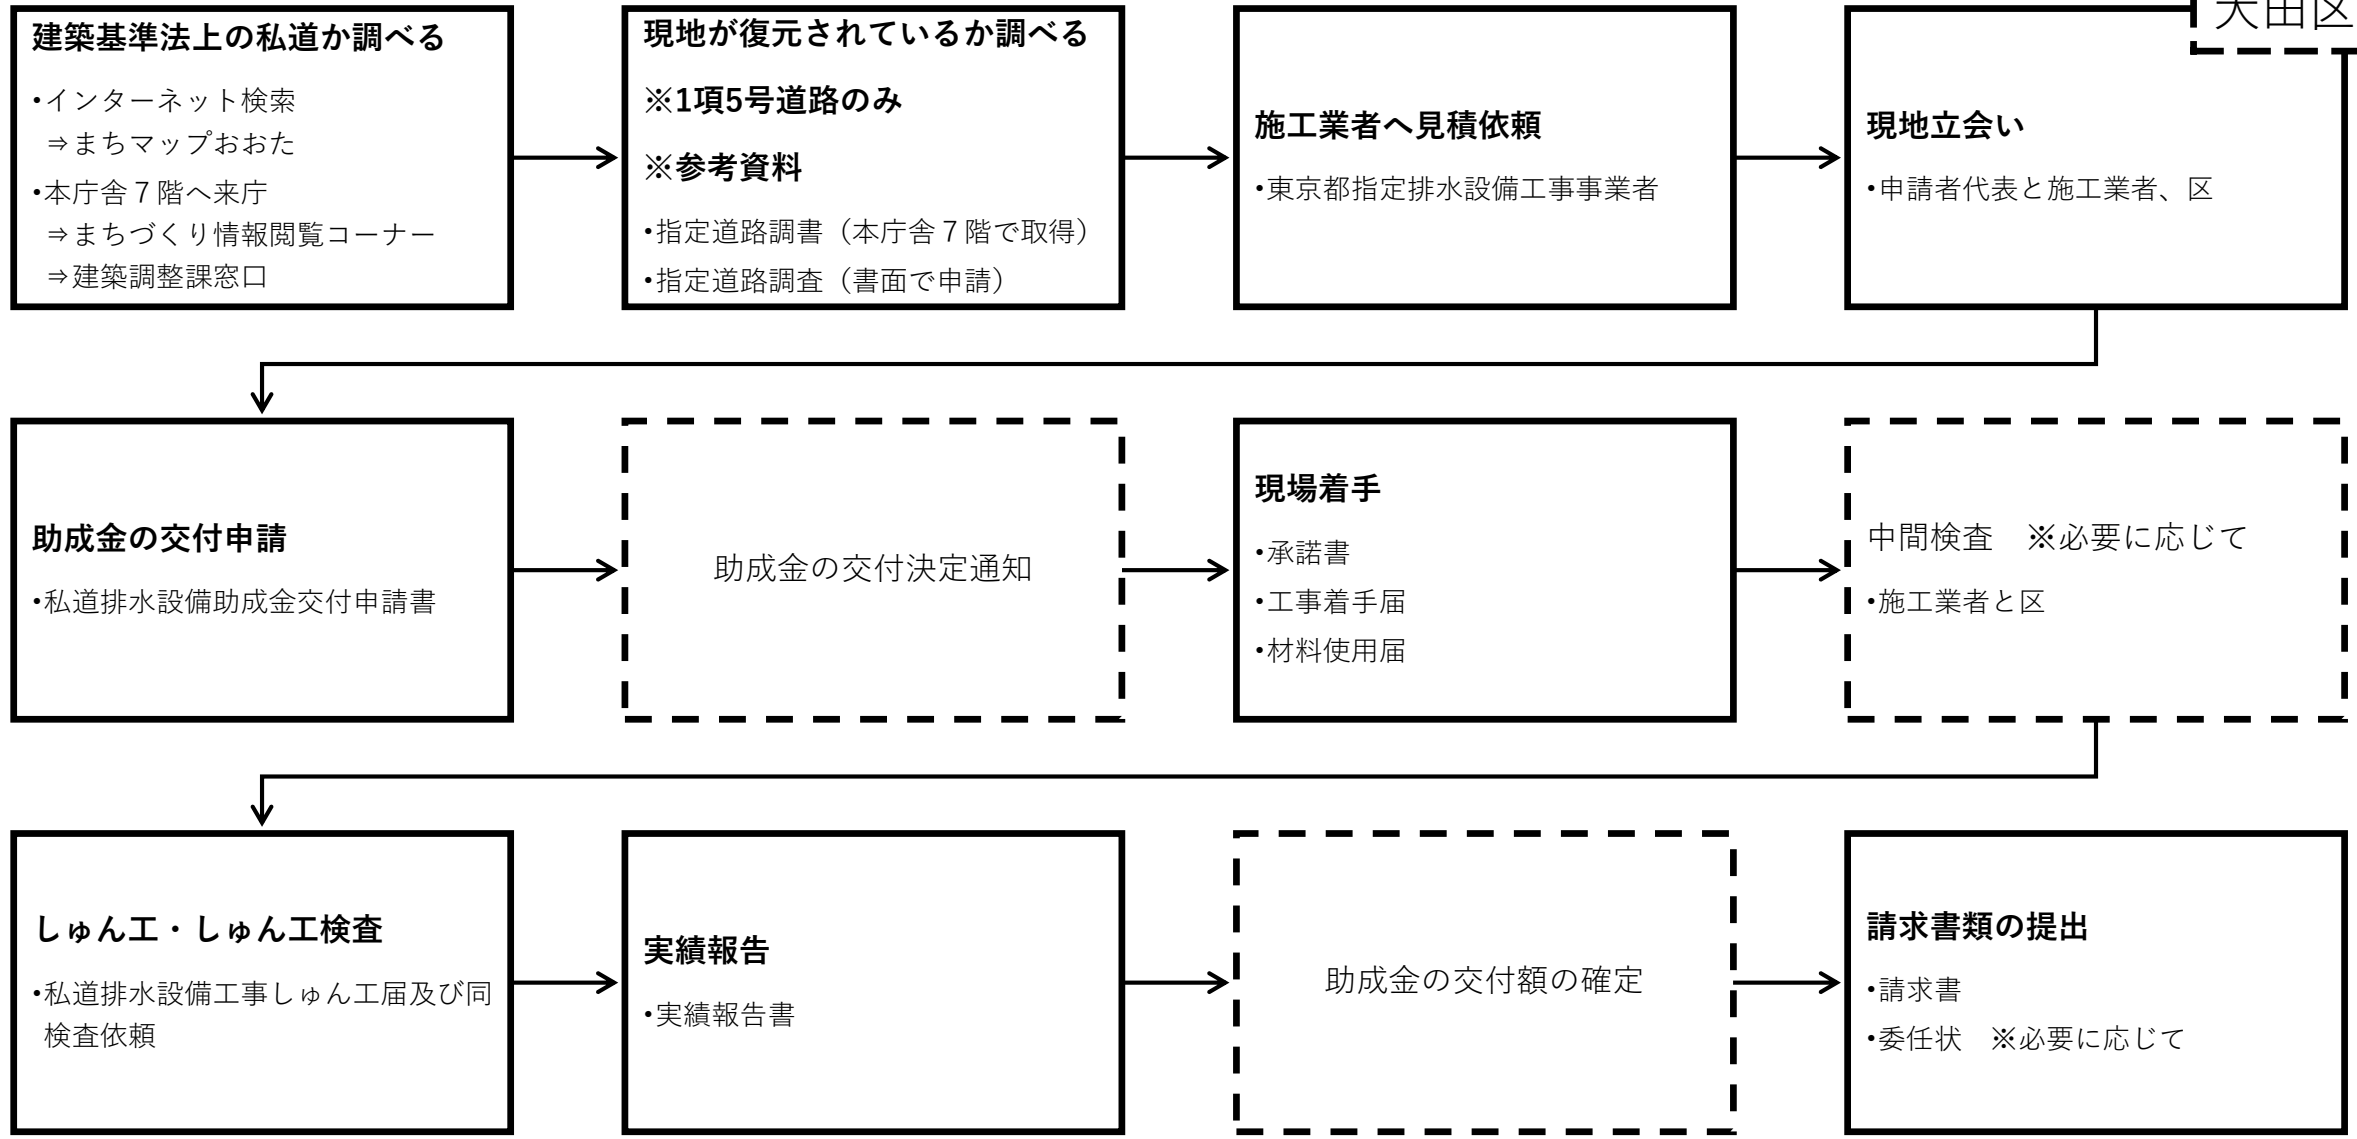 建築基準法上の私道か調べる
・インターネット検索
⇒まちマップおおた
・本庁舎７階へ来庁
⇒まちづくり情報閲覧コーナー
⇒建築調整課窓口
現地が復元されているか調べる
※1項5号道路のみ
※参考資料
・指定道路調書（本庁舎７階で取得）
・指定道路調査（書面で申請）
施工業者へ見積依頼
・東京都指定排水設備工事事業者
大田区
現地立会い
・申請者代表と施工業者、区
助成金の交付申請
・私道排水設備助成金交付申請書
助成金の交付決定通知
現場着手
・承諾書
・工事着手届
・材料使用届
中間検査　※必要に応じて
・施工業者と区
しゅん工・しゅん工検査
・私道排水設備工事しゅん工届及び同
検査依頼
実績報告
・実績報告書
助成金の交付額の確定
請求書類の提出
・請求書
・委任状　※必要に応じて